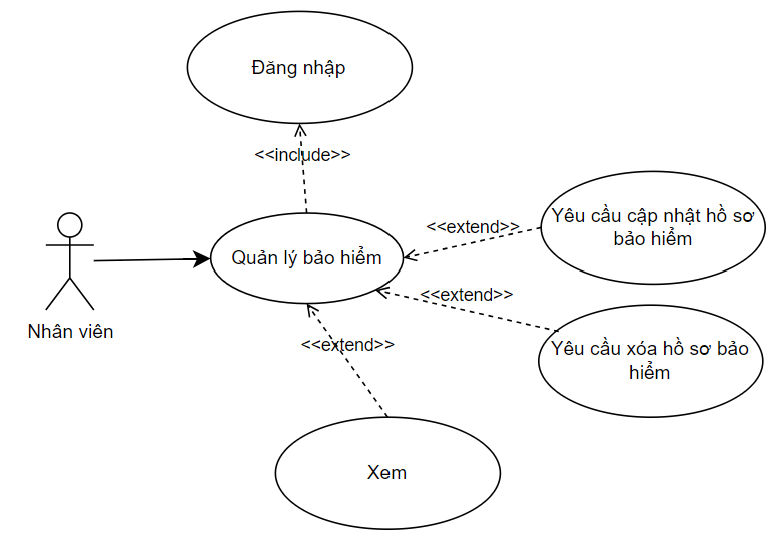 Đăng nhập
<<include>>
Yêu cầu cập nhật hồ sơ
bảo hiểm
<<extend>>
Quản lý bảo hiểm
<<extend>>
Nhân viên
<<extend>>
Yêu cầu xóa hồ sơ bảo
hiểm
Xem